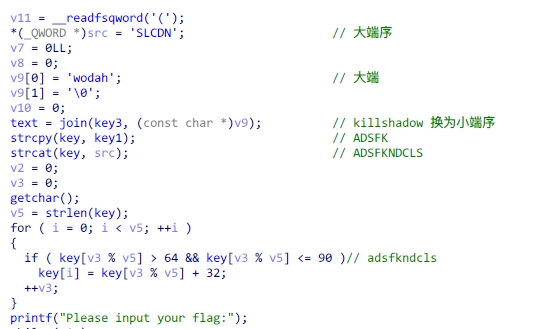 v11 = __readfsqword('(');
*(_QWORD *)src = 'SLCDN'; // 大端序
v7 = 0LL;
v8 = 0;
v9[0] = 'wodah'; // 大端
v9[1] = '\0';
v10 = 0;
text = join(key3, (const char *)v9); // killshadow 换为小端序
strcpy(key, key1); // ADSFK
strcat(key, src); // ADSFKNDCLS
v2 = 0;
v3 = 0;
getchar();
v5 = strlen(key);
for ( i = 0; i < v5; ++i )
{
if ( key[v3 % v5] > 64 && key[v3 % v5] <= 90 )// adsfkndcls
key[i] = key[v3 % v5] + 32;
++v3;
}
printf("Please input your flag:");